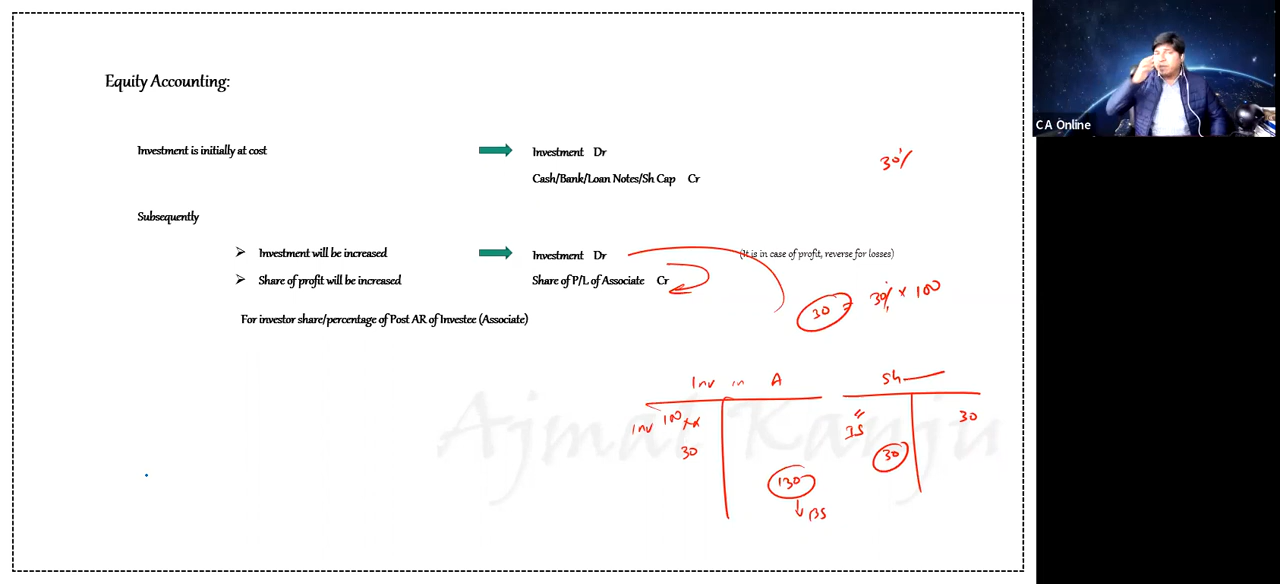 Equity Accounting:
CA Online
Investment is initially at cost
Investment Dr
30%
Cash/Bank/Loan Notes/Sh Cap Cr
Subsequently
Investment will be increased
Investment Dr
(It is in case of profit, reverse for losses)
Share of profit will be increased
Share of P/L of Associate Cr
30 = 30% × 100
For investor share/percentage of Post AR of Investee (Associate)
Inv in A
Sh
Inv 100
30
30
30
130
BS
Ajmal Kanju